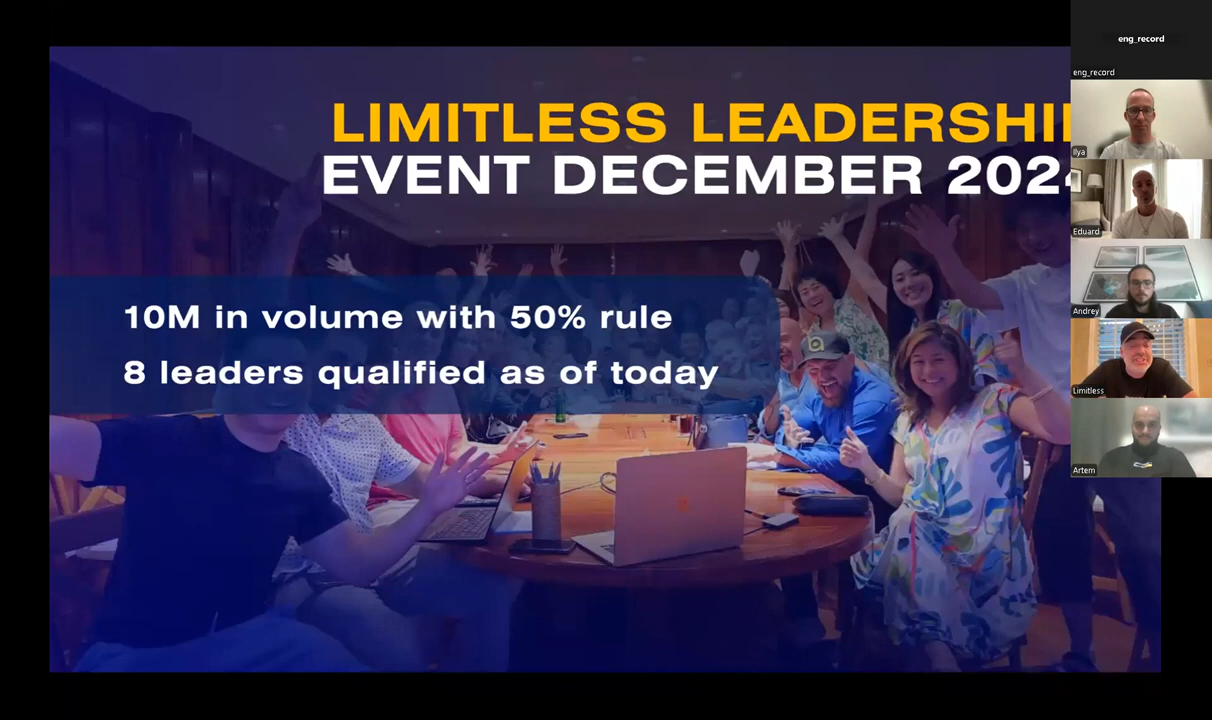 LIMITLESS LEADERSHI
EVENT DECEMBER 202
10M in volume with 50% rule
8 leaders qualified as of today
eng_record
eng_record
Ilya
Eduard
Andrey
Limitless
Artem